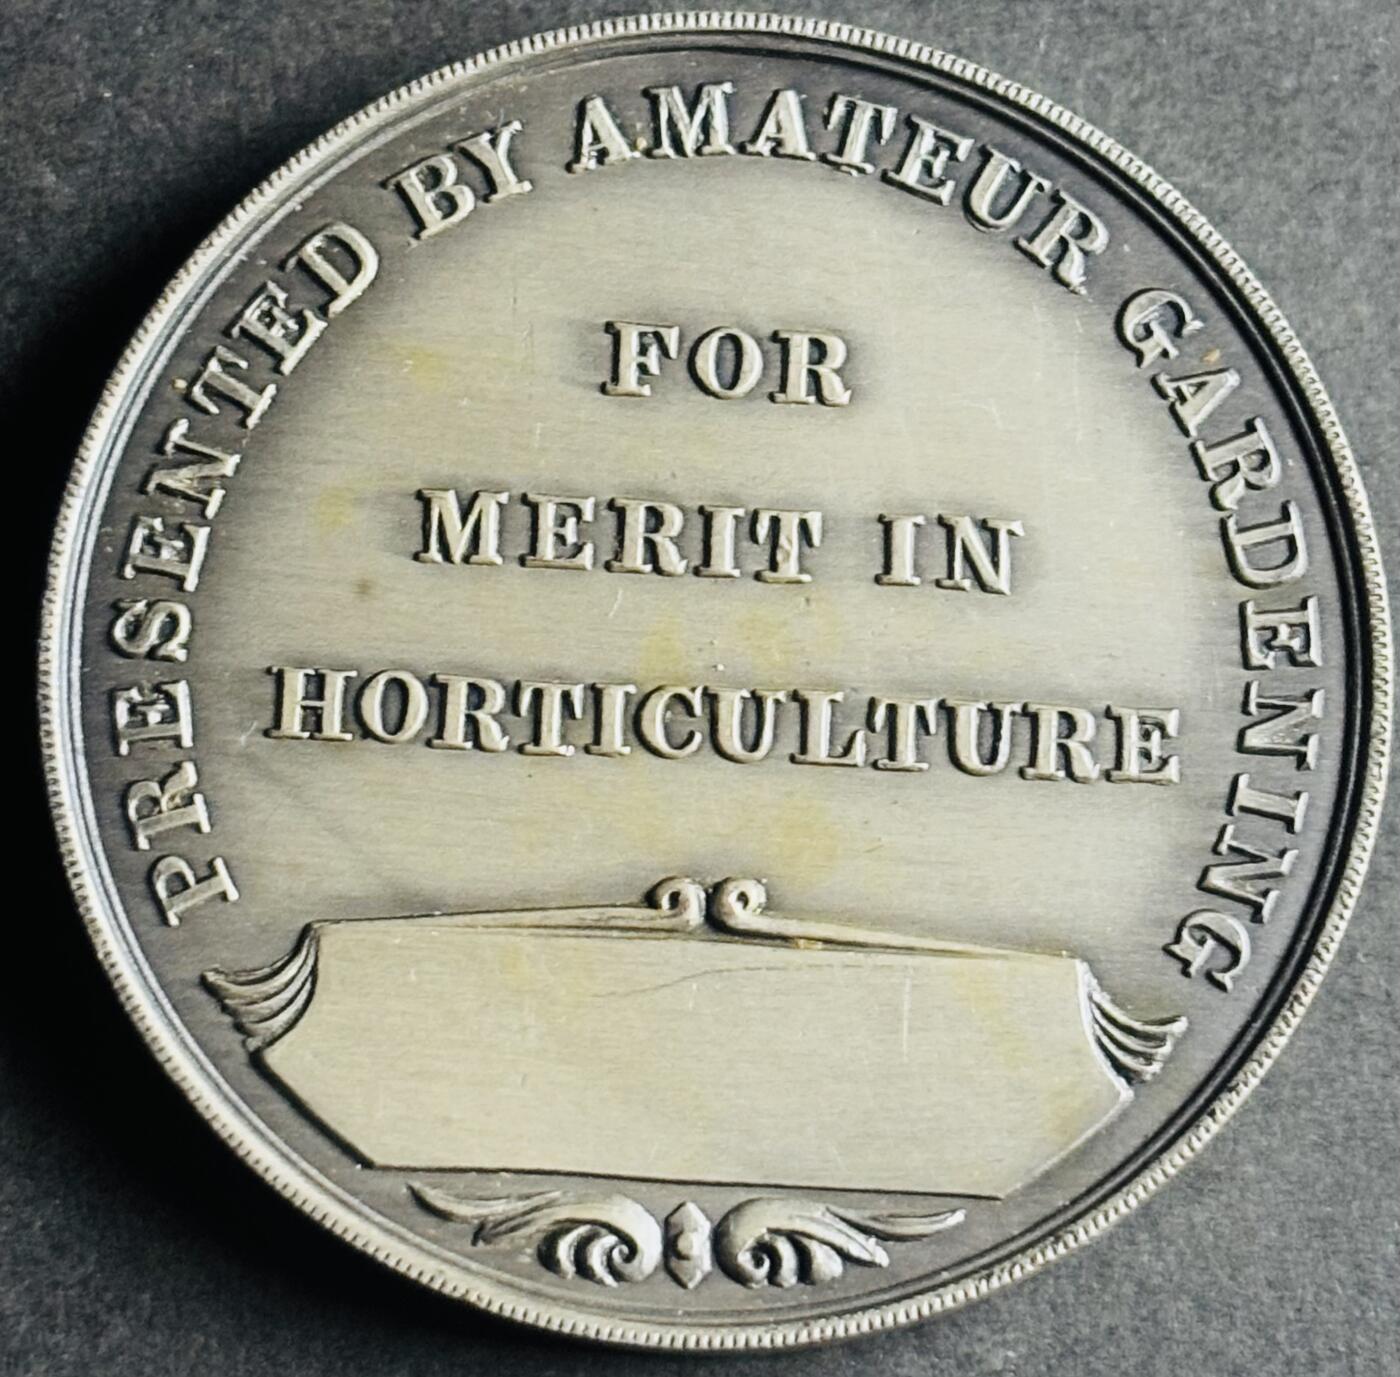 PRESENTED BY AMATEUR GARDENING
FOR
MERIT IN
HORTICULTURE